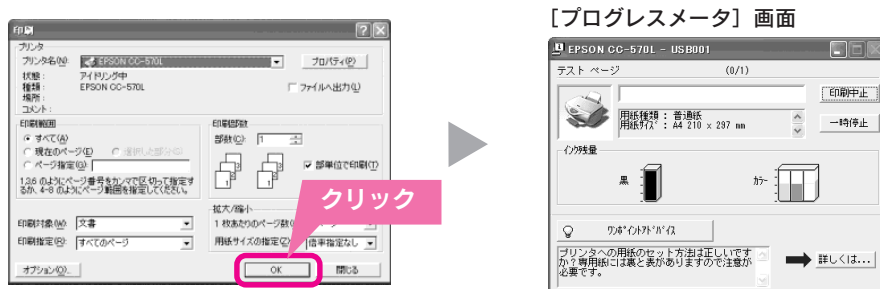 [プログレスメータ] 画面
印刷
プリンタ
プリンタ名(N): EPSON CC-570L
プロパティ(P)
状態： アイドリング中
種類： EPSON CC-570L
場所：
コメント：
ファイルへ出力(L)
印刷範囲
すべて(A)
現在のページ(E) 選択した部分(S)
ページ指定(G)
1,3,6 のようにページ番号をカンマで区切って指定す
るか、4-8 のようにページ範囲を指定してください。
印刷部数
部数(C): 1
部単位で印刷(T)
クリック
印刷対象(W): 文書
印刷指定(R): すべてのページ
拡大/縮小
1 枚あたりのページ数
用紙サイズの指定(Z): 倍率指定なし
オプション(O)...
OK
閉じる
EPSON CC-570L - USB001
テスト ページ (0/1)
印刷中止
用紙種類 : 普通紙
用紙サイズ : A4 210 x 297 mm
一時停止
インク残量
黒
カラー
ワンポイントアドバイス
プリンタへの用紙のセット方法は正しいです
か？専用紙には裏と表がありますので注意が
必要です。
詳しくは...